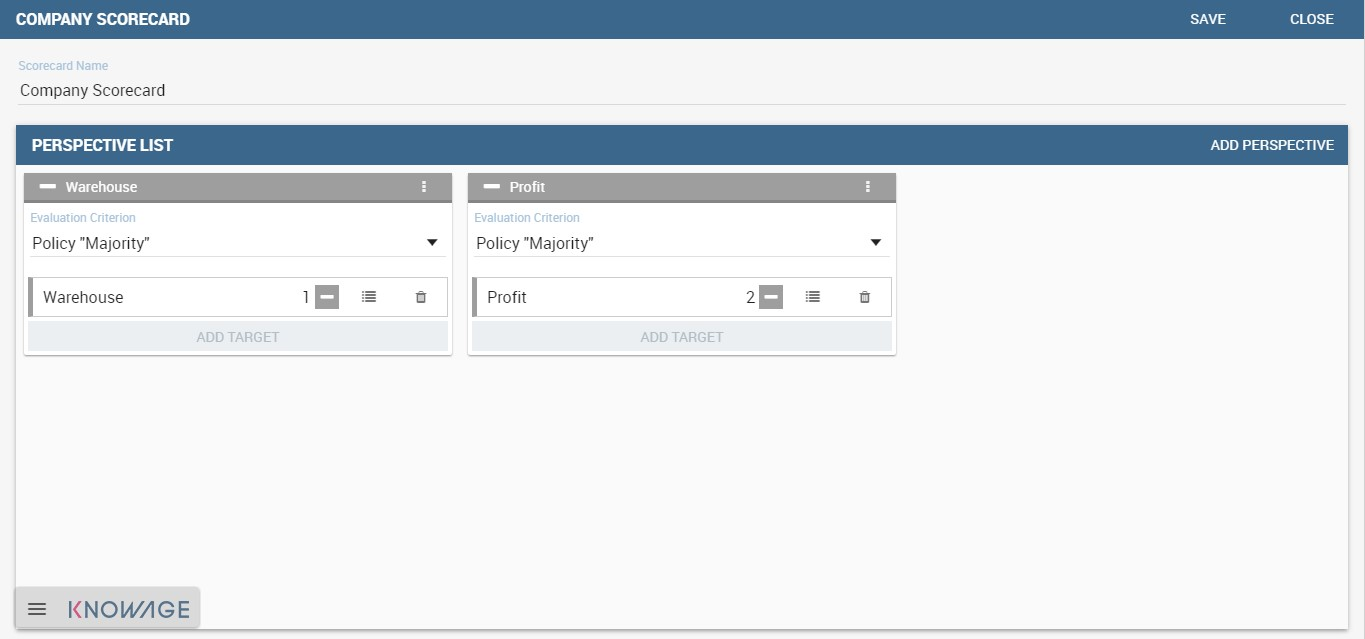 COMPANY SCORECARD SAVE CLOSE
Scorecard Name
Company Scorecard
PERSPECTIVE LIST ADD PERSPECTIVE
Warehouse
Evaluation Criterion
Policy "Majority"
Warehouse 1
ADD TARGET
Profit
Evaluation Criterion
Policy "Majority"
Profit 2
ADD TARGET
KNOWAGE